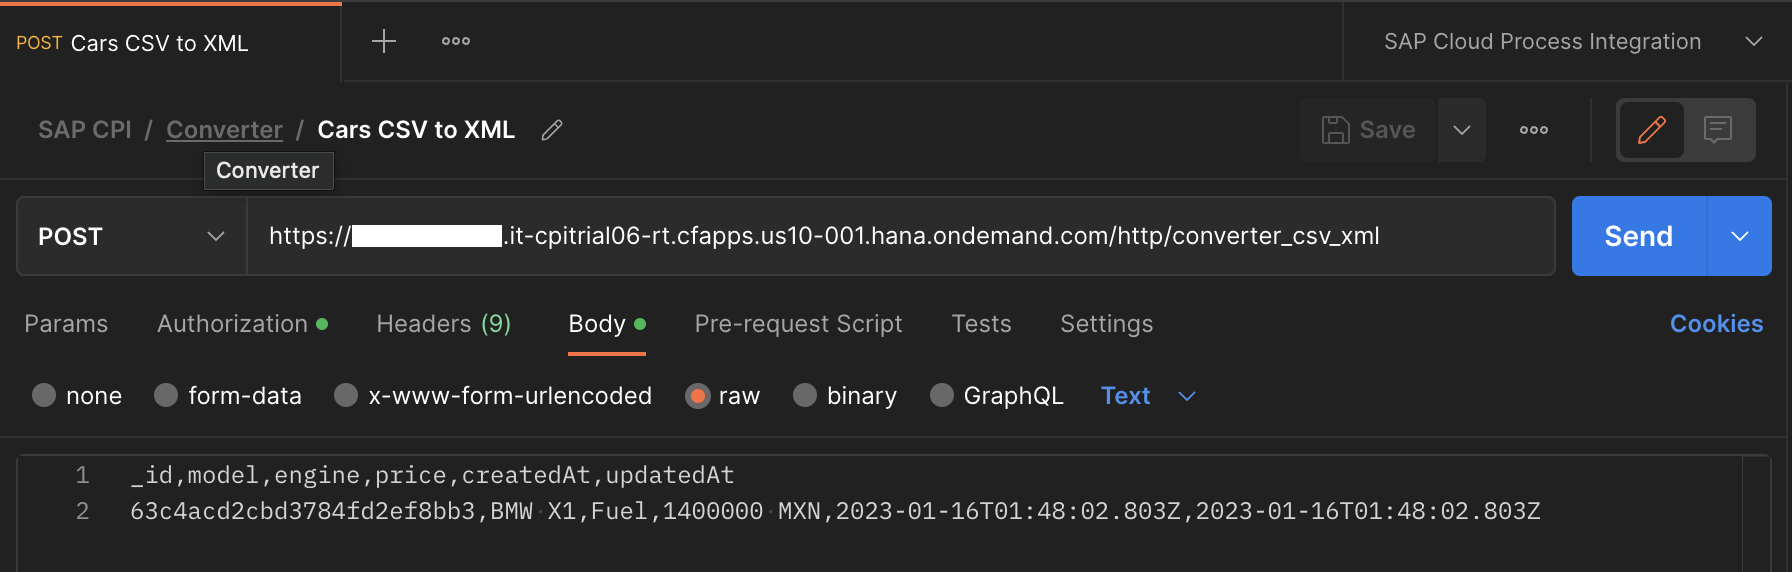 POST Cars CSV to XML
SAP Cloud Process Integration
SAP CPI / Converter / Cars CSV to XML
Save
Converter
POST
https:// .it-cpitrial06-rt.cfapps.us10-001.hana.ondemand.com/http/converter_csv_xml
Send
Params Authorization Headers (9) Body Pre-request Script Tests Settings Cookies
none form-data x-www-form-urlencoded raw binary GraphQL Text
1 _id,model,engine,price,createdAt,updatedAt
2 63c4acd2cbd3784fd2ef8bb3,BMW X1,Fuel,1400000 MXN,2023-01-16T01:48:02.803Z,2023-01-16T01:48:02.803Z